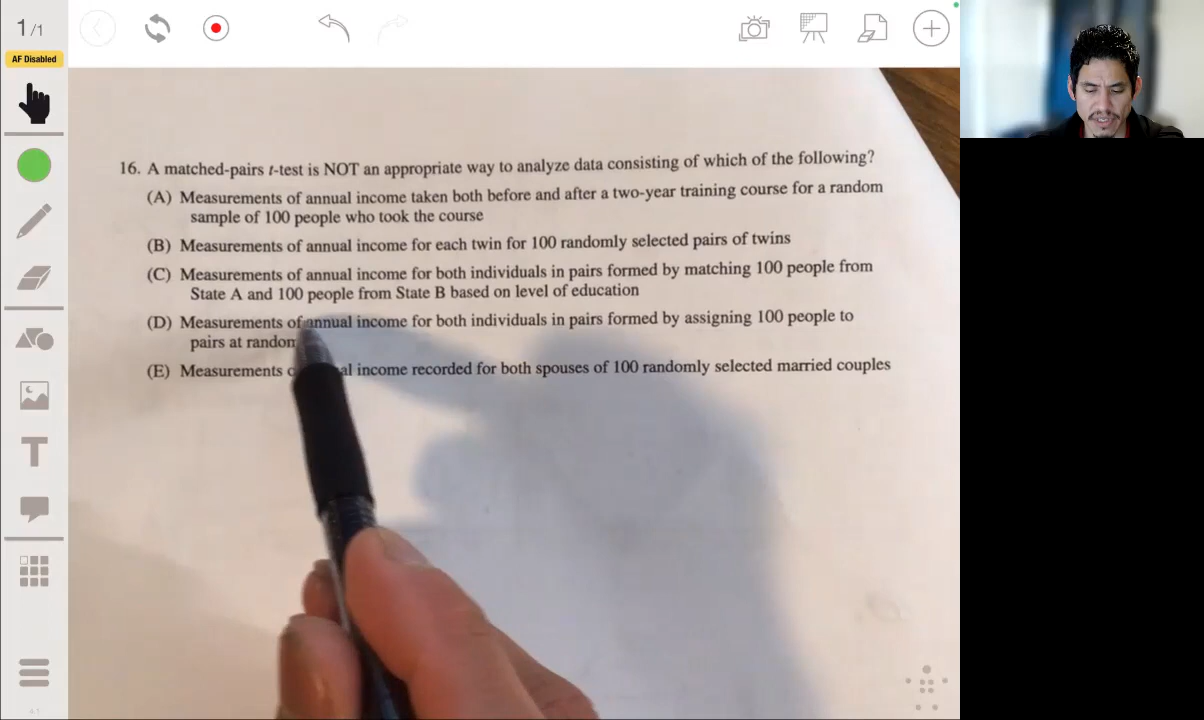 1/1
AF Disabled
16. A matched-pairs t-test is NOT an appropriate way to analyze data consisting of which of the following?
(A) Measurements of annual income taken both before and after a two-year training course for a random
sample of 100 people who took the course
(B) Measurements of annual income for each twin for 100 randomly selected pairs of twins
(C) Measurements of annual income for both individuals in pairs formed by matching 100 people from
State A and 100 people from State B based on level of education
(D) Measurements of annual income for both individuals in pairs formed by assigning 100 people to
pairs at random
(E) Measurements income recorded for both spouses of 100 randomly selected married couples
T